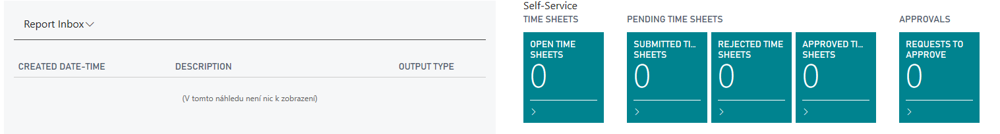 Report Inbox
CREATED DATE-TIME DESCRIPTION OUTPUT TYPE
(V tomto náhledu není nic k zobrazení)
Self-Service
TIME SHEETS
OPEN TIME
SHEETS
0
PENDING TIME SHEETS
SUBMITTED TI...
SHEETS
0
REJECTED TIME
SHEETS
0
APPROVED TI...
SHEETS
0
APPROVALS
REQUESTS TO
APPROVE
0